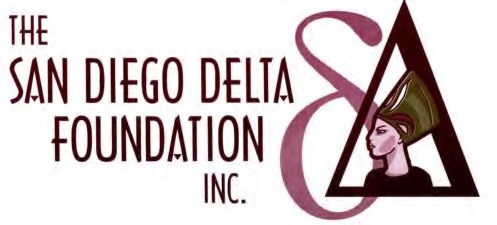 THE
SAN DIEGO DELTA
FOUNDATION
INC.
δ